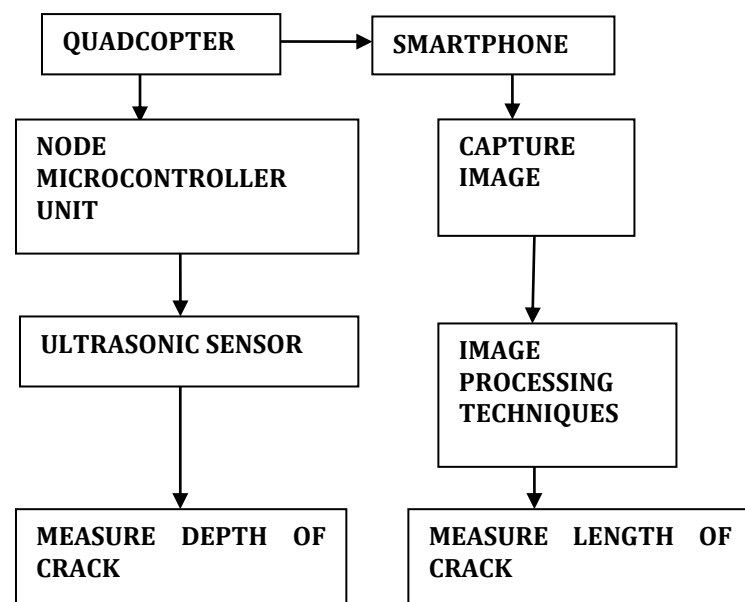 QUADCOPTER
SMARTPHONE
NODE
MICROCONTROLLER
UNIT
CAPTURE
IMAGE
ULTRASONIC SENSOR
IMAGE
PROCESSING
TECHNIQUES
MEASURE DEPTH OF
CRACK
MEASURE LENGTH OF
CRACK